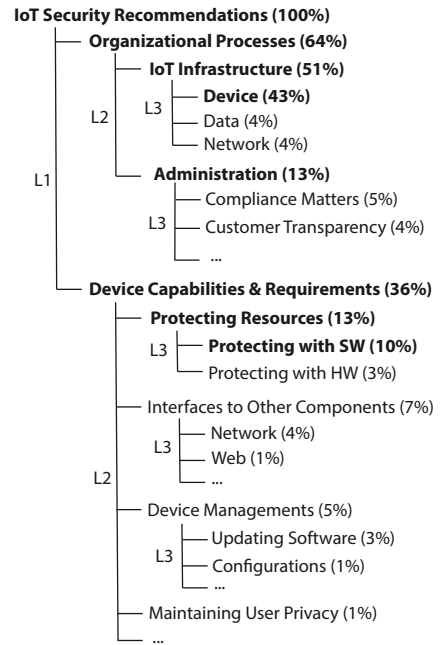 IoT Security Recommendations (100%)
Organizational Processes (64%)
IoT Infrastructure (51%)
L3
Device (43%)
Data (4%)
Network (4%)
L2
Administration (13%)
L1
L3
Compliance Matters (5%)
Customer Transparency (4%)
...
Device Capabilities & Requirements (36%)
Protecting Resources (13%)
L3
Protecting with SW (10%)
Protecting with HW (3%)
Interfaces to Other Components (7%)
L3
Network (4%)
Web (1%)
...
L2
Device Managements (5%)
L3
Updating Software (3%)
Configurations (1%)
...
Maintaining User Privacy (1%)
...